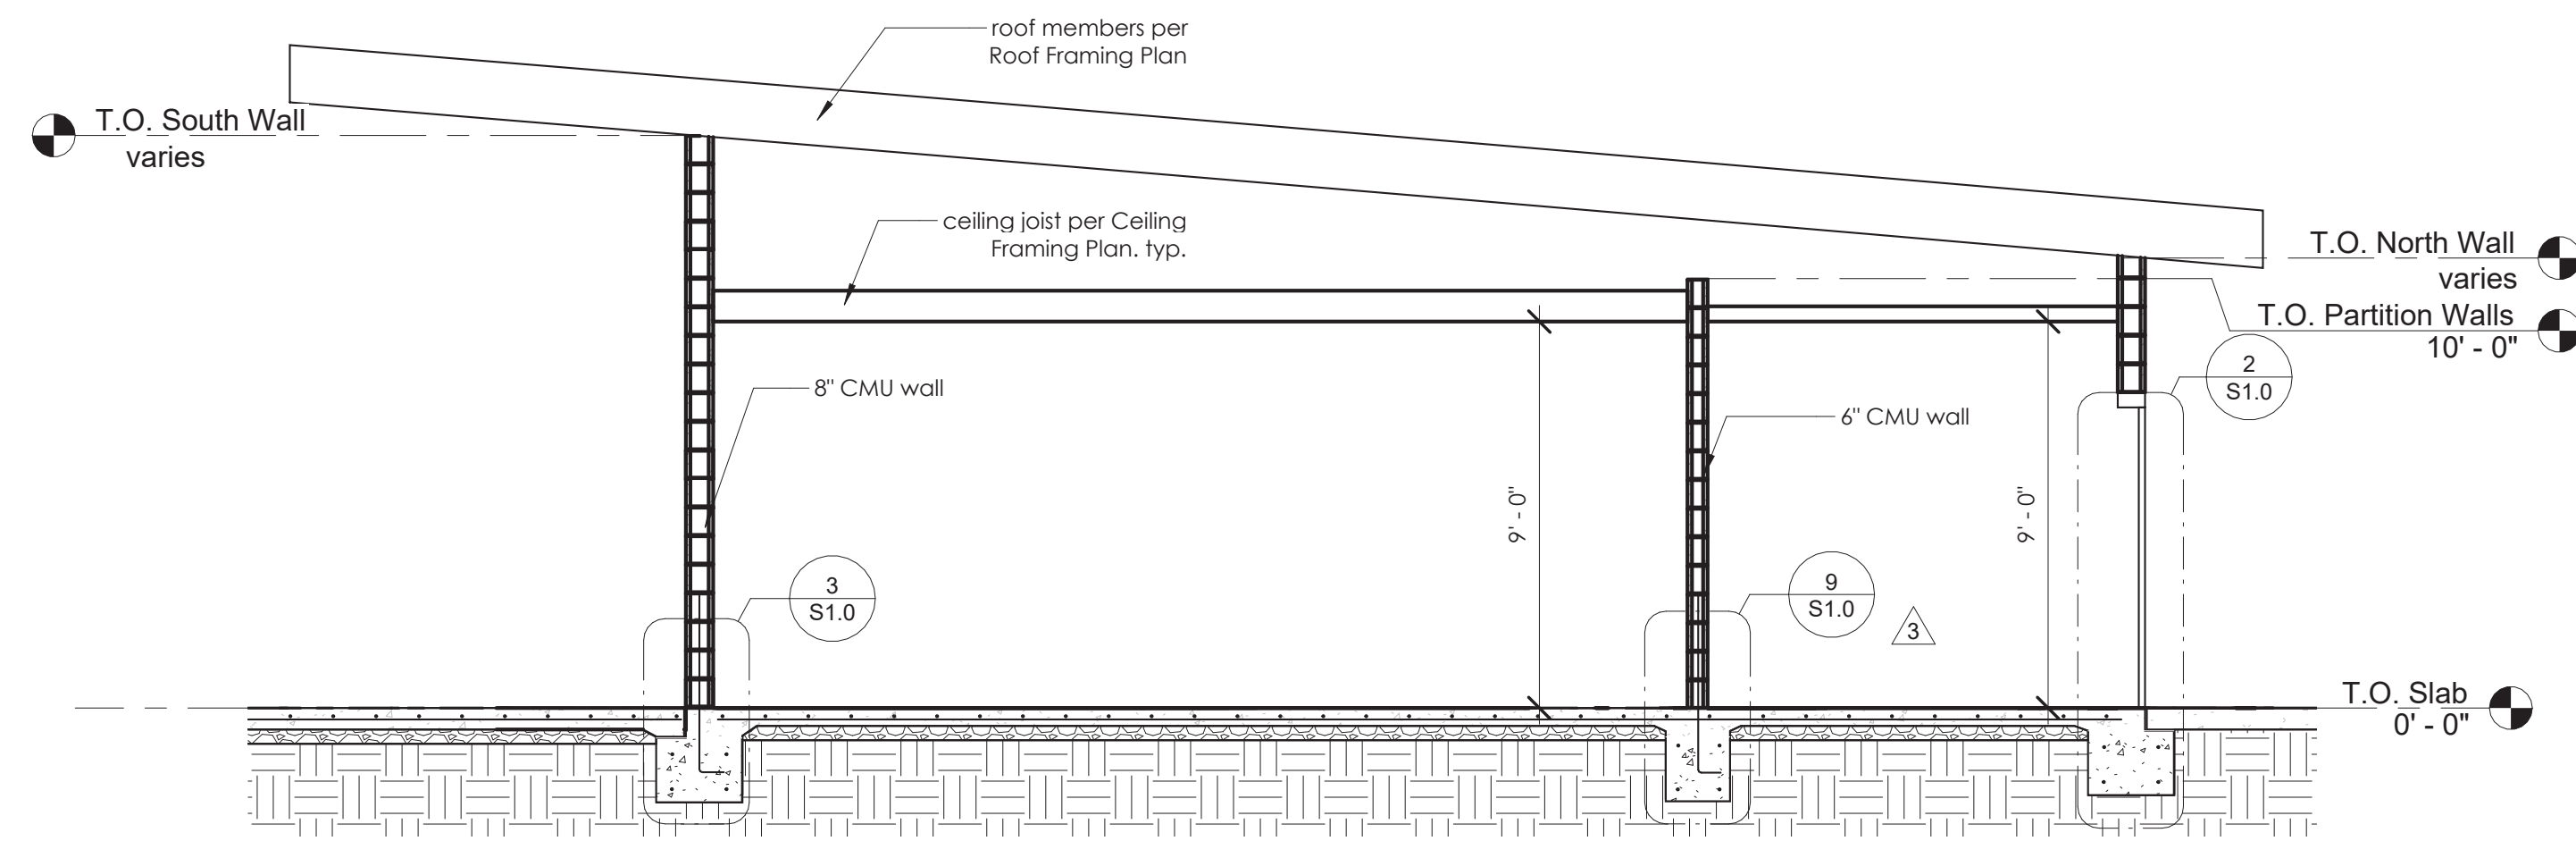 roof members per
Roof Framing Plan
T.O. South Wall
varies
ceiling joist per Ceiling
Framing Plan. typ.
T.O. North Wall
varies
T.O. Partition Walls
10' - 0"
2
S1.0
8" CMU wall
6" CMU wall
9' - 0"
9' - 0"
3
S1.0
9
S1.0
3
T.O. Slab
0' - 0"